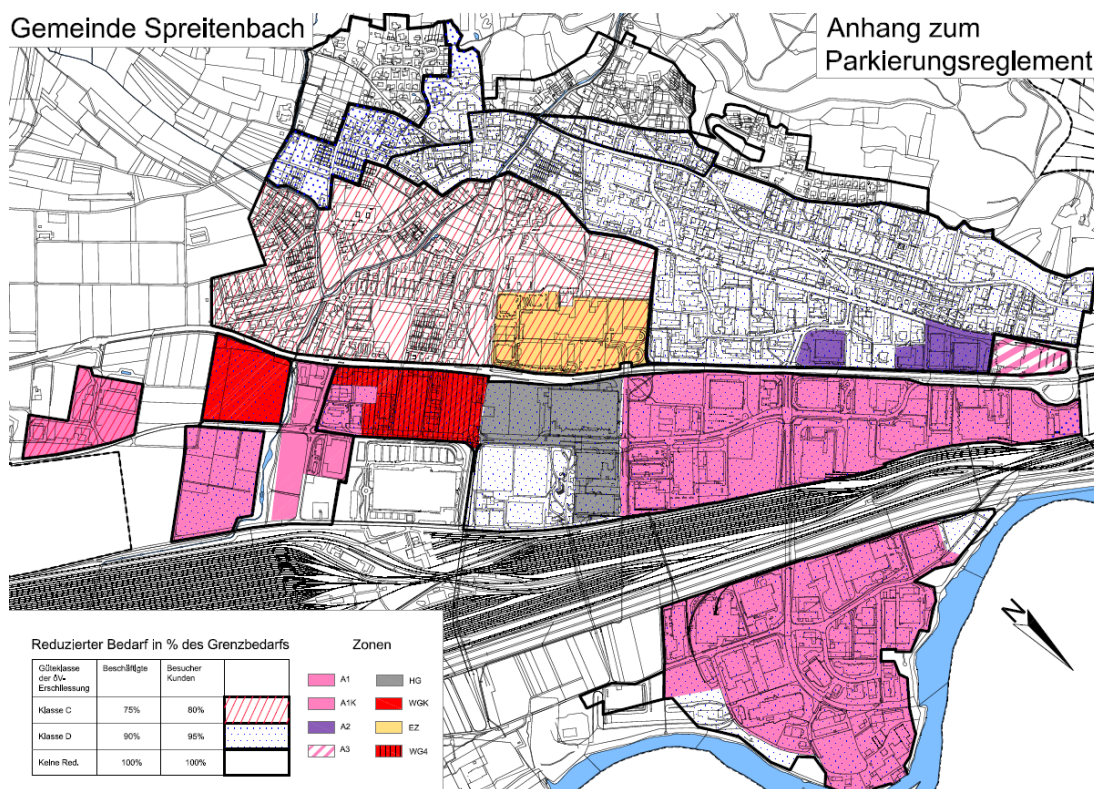 Gemeinde Spreitenbach
Anhang zum
Parkierungsreglement
N
Reduzierter Bedarf in % des Grenzbedarfs
Güteklasse
der öV-
Erschliessung
Beschäftigte
Besucher
Kunden
Klasse C
75%
80%
Klasse D
90%
95%
Keine Red.
100%
100%
Zonen
A1
HG
A1K
WGK
A2
EZ
A3
WG4